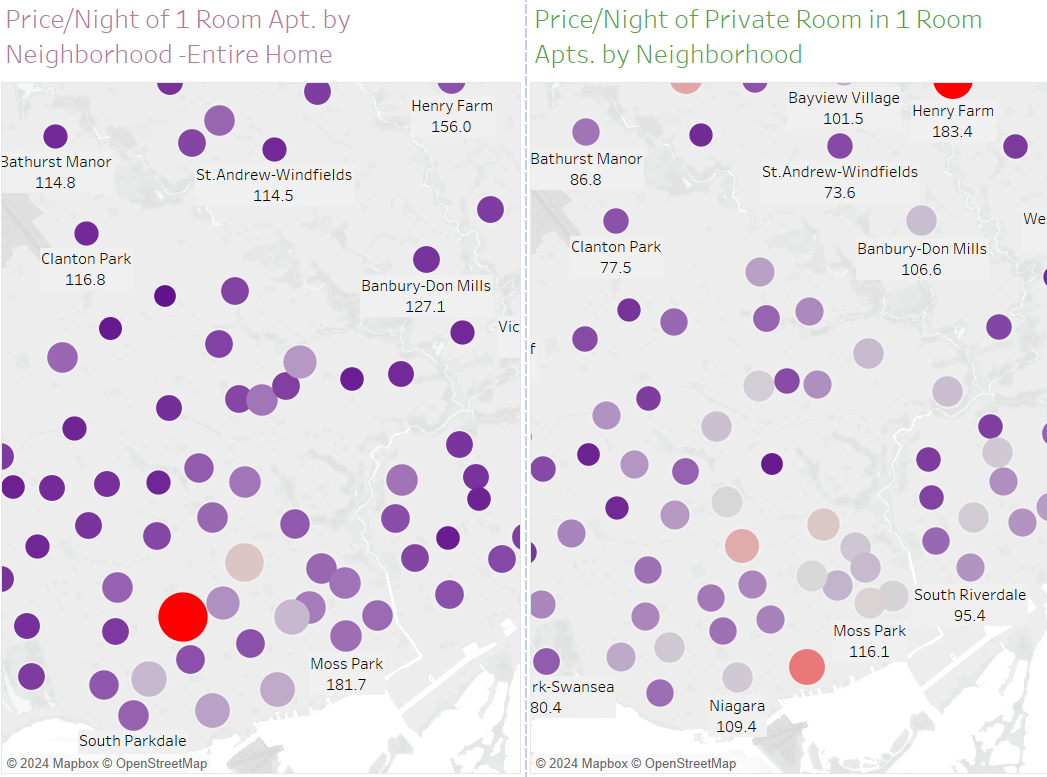 Price/Night of 1 Room Apt. by
Neighborhood -Entire Home
Henry Farm
156.0
Bathurst Manor
114.8
St.Andrew-Windfields
114.5
Clanton Park
116.8
Banbury-Don Mills
127.1
Vic
Moss Park
181.7
South Parkdale
© 2024 Mapbox © OpenStreetMap
Price/Night of Private Room in 1 Room
Apts. by Neighborhood
Bayview Village
101.5
Henry Farm
183.4
Bathurst Manor
86.8
St.Andrew-Windfields
73.6
We
Clanton Park
77.5
Banbury-Don Mills
106.6
f
South Riverdale
95.4
Moss Park
116.1
rk-Swansea
80.4
Niagara
109.4
© 2024 Mapbox © OpenStreetMap